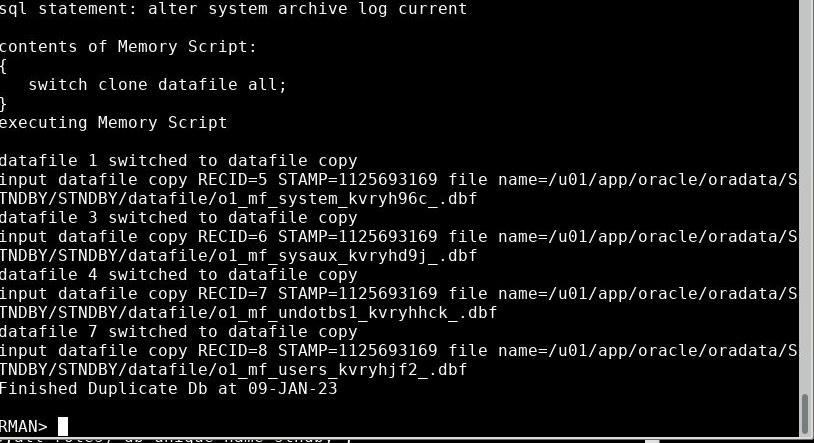 sql statement: alter system archive log current
contents of Memory Script:
{
switch clone datafile all;
}
executing Memory Script
datafile 1 switched to datafile copy
input datafile copy RECID=5 STAMP=1125693169 file name=/u01/app/oracle/oradata/S
TNDBY/STNDBY/datafile/o1_mf_system_kvryh96c_.dbf
datafile 3 switched to datafile copy
input datafile copy RECID=6 STAMP=1125693169 file name=/u01/app/oracle/oradata/S
TNDBY/STNDBY/datafile/o1_mf_sysaux_kvryhd9j_.dbf
datafile 4 switched to datafile copy
input datafile copy RECID=7 STAMP=1125693169 file name=/u01/app/oracle/oradata/S
TNDBY/STNDBY/datafile/o1_mf_undotbs1_kvryhhck_.dbf
datafile 7 switched to datafile copy
input datafile copy RECID=8 STAMP=1125693169 file name=/u01/app/oracle/oradata/S
TNDBY/STNDBY/datafile/o1_mf_users_kvryhjf2_.dbf
Finished Duplicate Db at 09-JAN-23
RMAN>